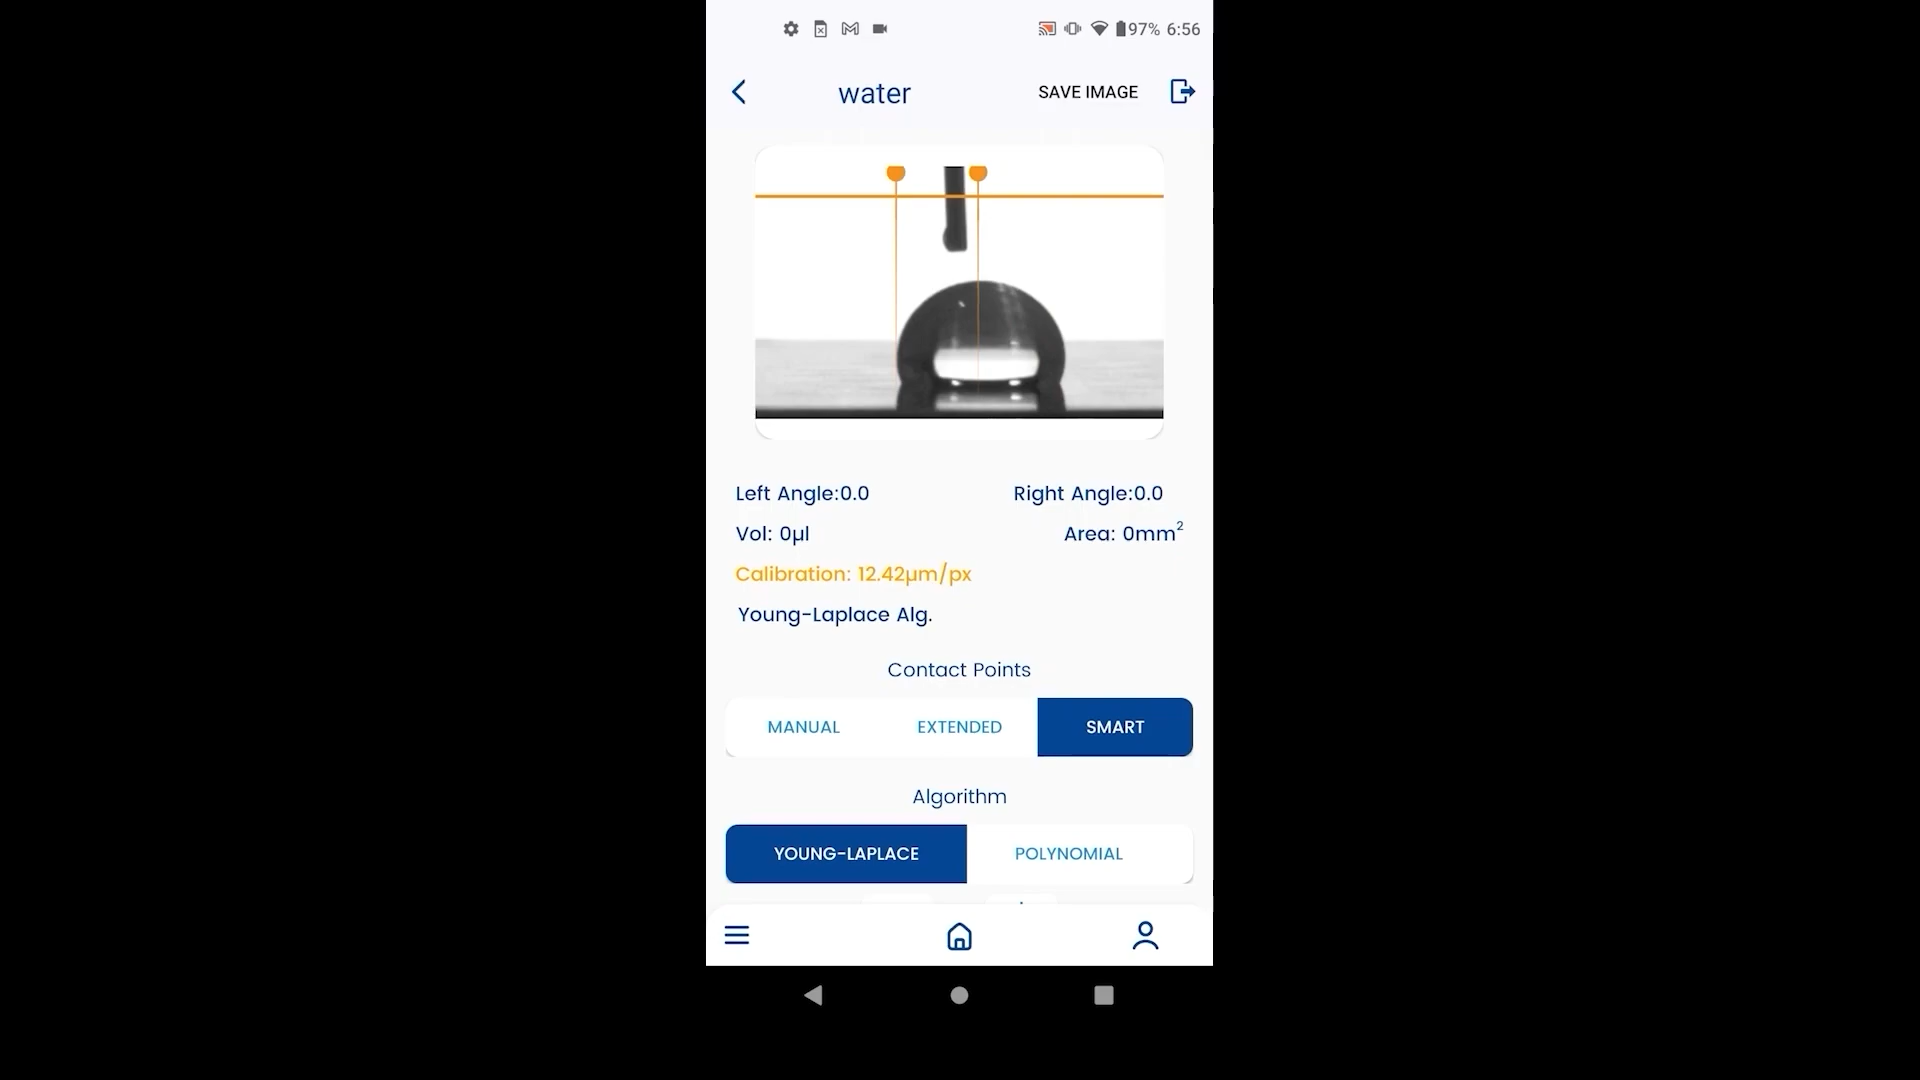 97% 6:56
water
SAVE IMAGE
Left Angle:0.0
Right Angle:0.0
Vol: 0µl
Area: 0mm²
Calibration: 12.42µm/px
Young-Laplace Alg.
Contact Points
MANUAL
EXTENDED
SMART
Algorithm
YOUNG-LAPLACE
POLYNOMIAL